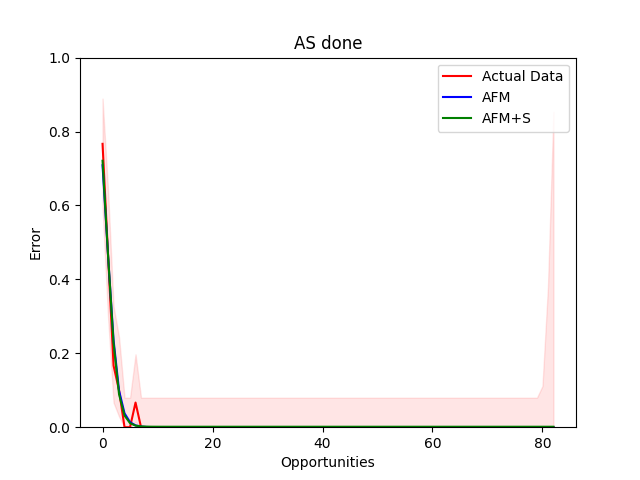 AS done
Actual Data
AFM
AFM+S
Error
1.0
0.8
0.6
0.4
0.2
0.0
0 20 40 60 80
Opportunities